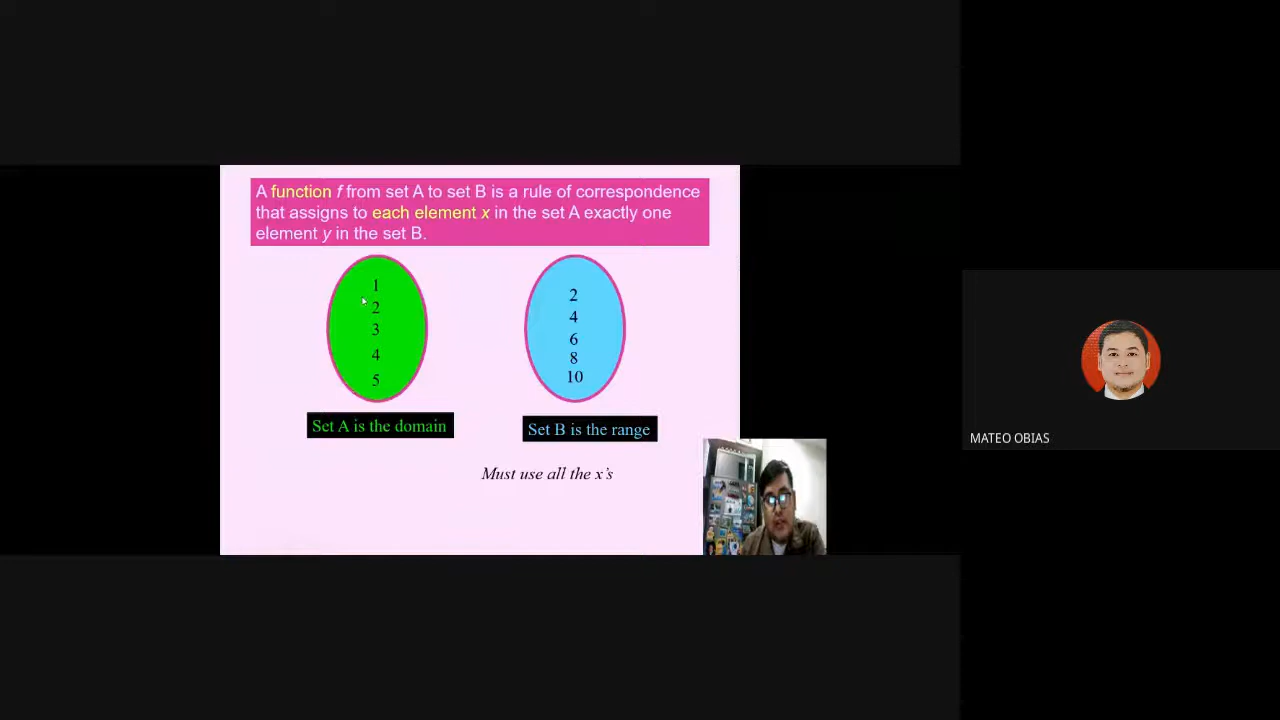 A function f from set A to set B is a rule of correspondence
that assigns to each element x in the set A exactly one
element y in the set B.
1
2
3
4
5
2
4
6
8
10
Set A is the domain
Set B is the range
Must use all the x's
MATEO OBIAS